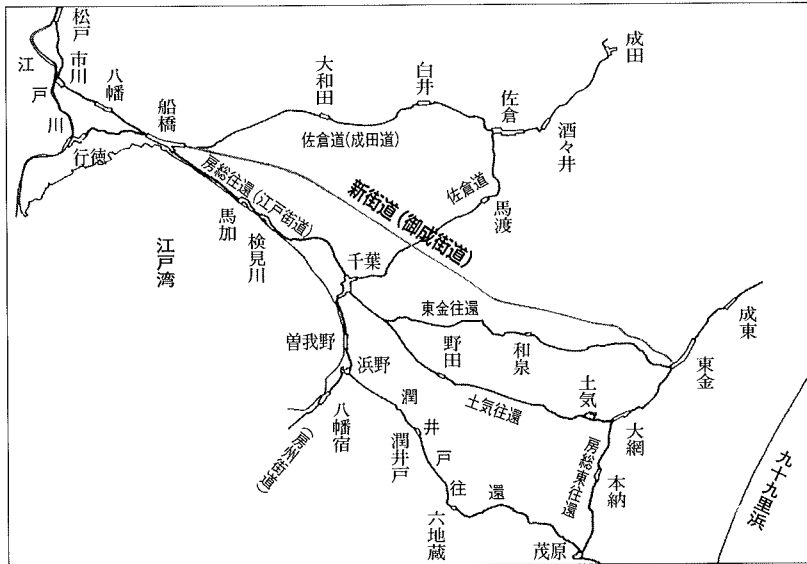 松戸
市川
江戸川
八幡
行徳
船橋
大和田
臼井
佐倉
成田
酒々井
佐倉道(成田道)
佐倉道
馬渡
新街道(御成街道)
房総往還(江戸街道)
馬加
検見川
江戸湾
千葉
東金往還
野田
和泉
成東
東金
曽我野
浜野
八幡宿
(房州街道)
土気往還
土気
大網
潤井戸往還
潤井戸
六地蔵
房総東往還
本納
茂原
九十九里浜